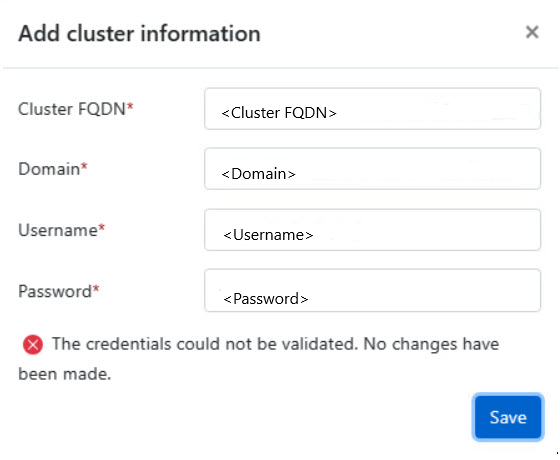 Add cluster information ×
Cluster FQDN* <Cluster FQDN>
Domain* <Domain>
Username* <Username>
Password* <Password>
The credentials could not be validated. No changes have
been made.
Save